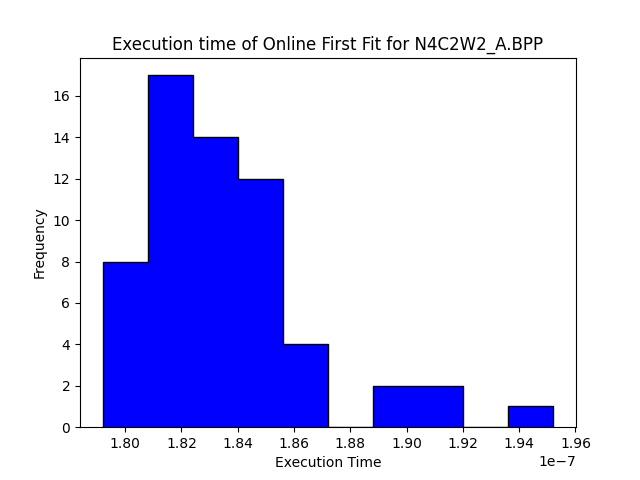 Execution time of Online First Fit for N4C2W2_A.BPP
Frequency
16
14
12
10
8
6
4
2
0
1.80 1.82 1.84 1.86 1.88 1.90 1.92 1.94 1.96
1e−7
Execution Time